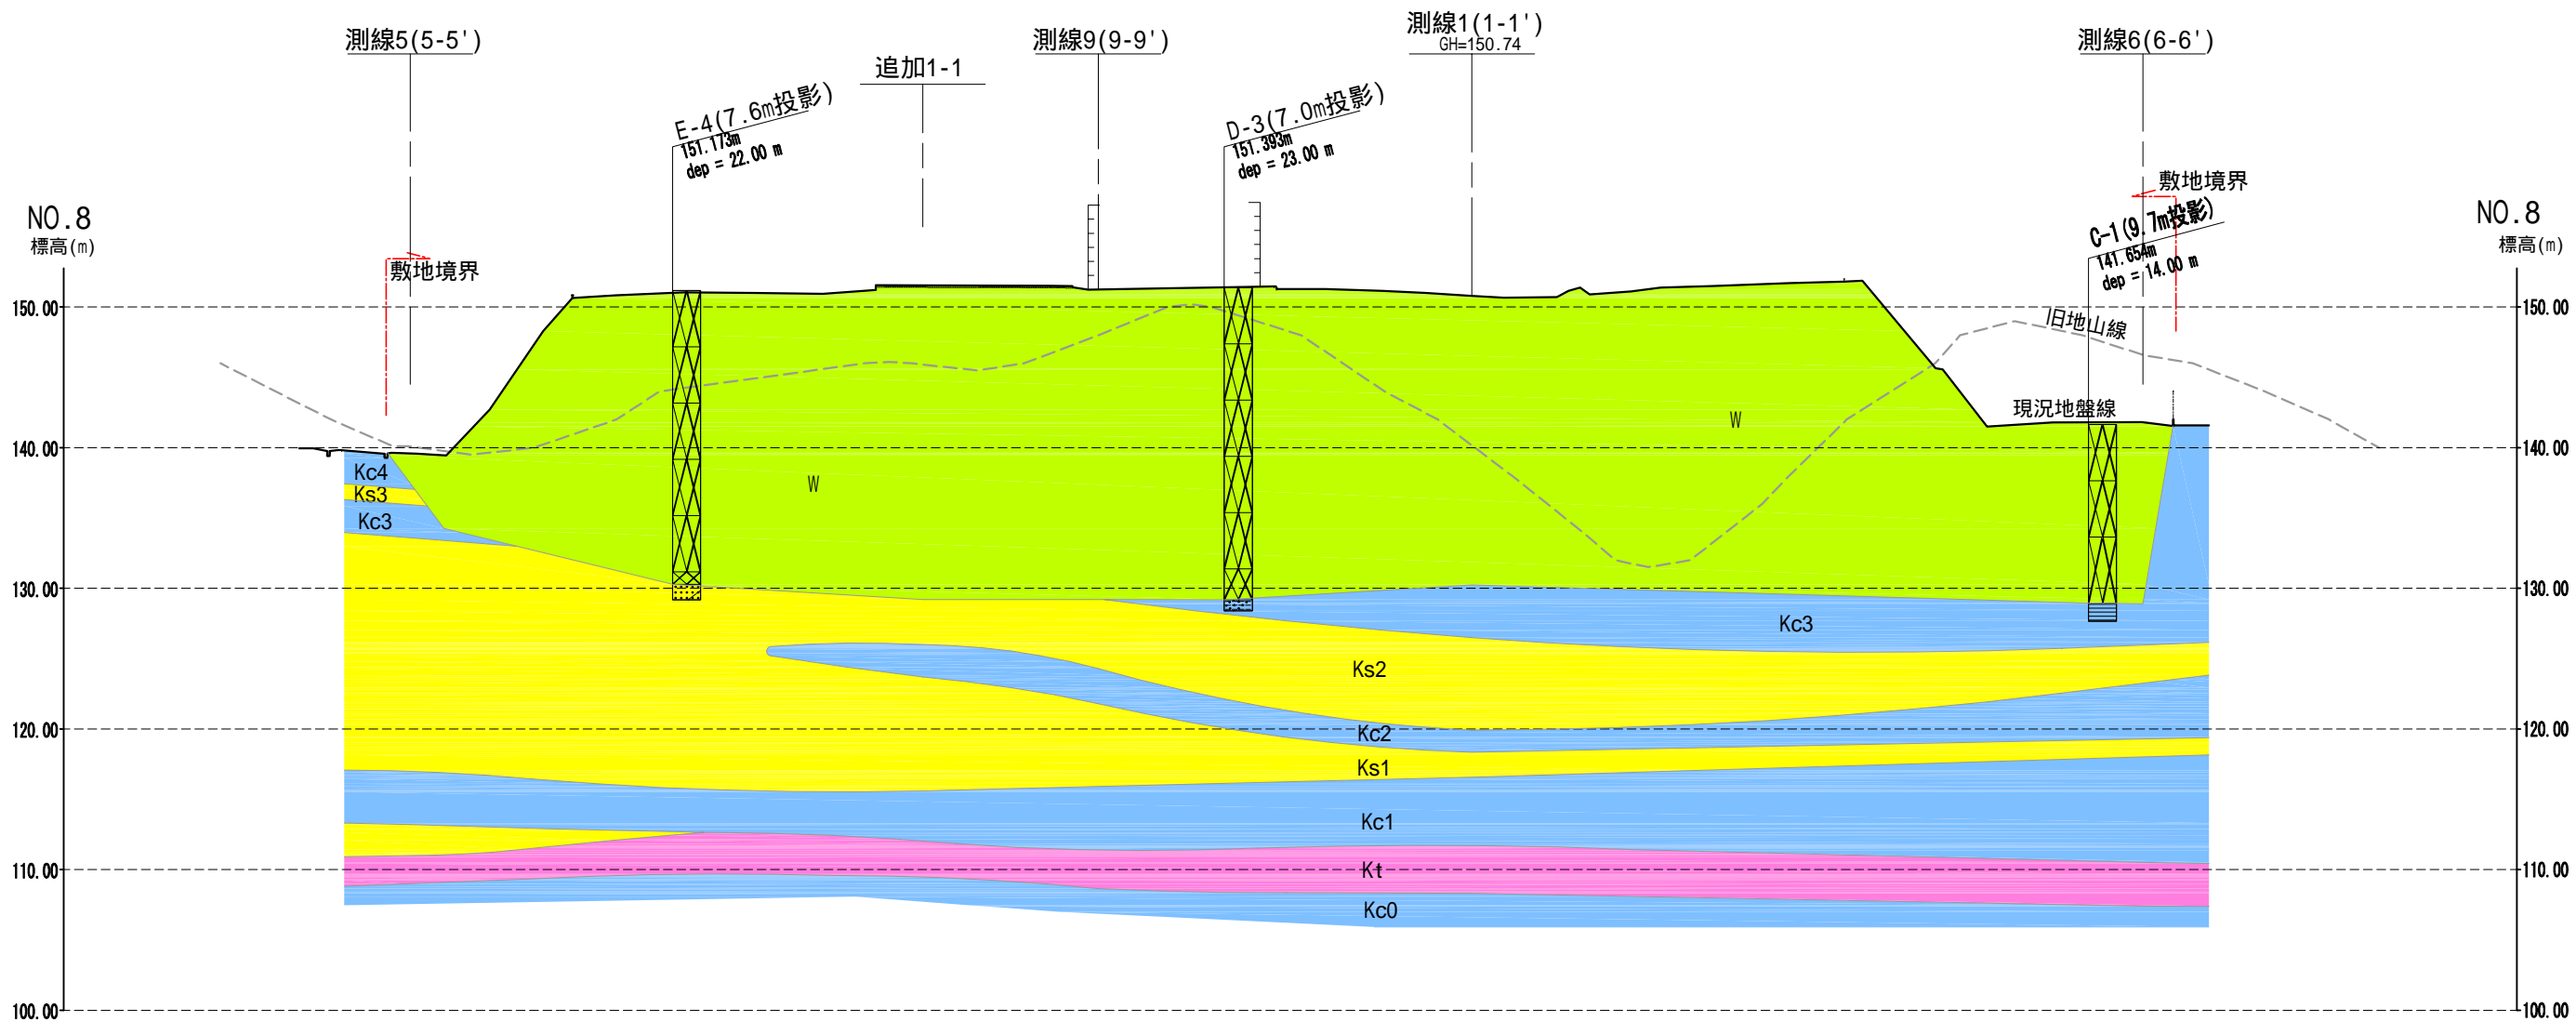 測線5(5-5')
追加1-1
測線9(9-9')
測線1(1-1')
GH=150.74
測線6(6-6')
E-4(7.6m投影)
151.173m
dep = 22.00 m
D-3(7.0m投影)
151.393m
dep = 23.00 m
敷地境界
C-1(9.7m投影)
141.654m
dep = 14.00 m
NO.8
標高(m)
敷地境界
NO.8
標高(m)
150.00
150.00
旧地山線
現況地盤線
140.00
140.00
W
W
Kc4
Ks3
Kc3
130.00
130.00
Kc3
Ks2
120.00
120.00
Kc2
Ks1
Kc1
110.00
110.00
Kt
Kc0
100.00
100.00